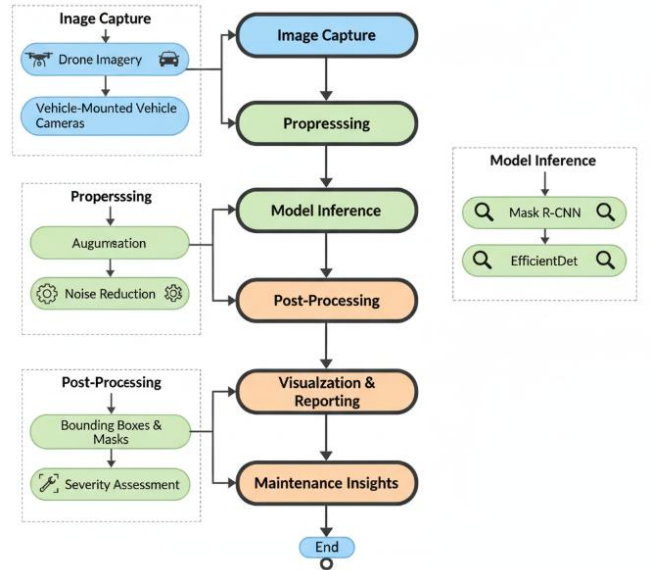 Inage Capture
Drone Imagery
Vehicle-Mounted Vehicle
Cameras
Image Capture
Propresssing
Propersssing
Augumsation
Noise Reduction
Model Inference
Post-Processing
Model Inference
Mask R-CNN
EfficientDet
Post-Processing
Bounding Boxes &
Masks
Severity Assessment
Visualzation &
Reporting
Maintenance Insights
End